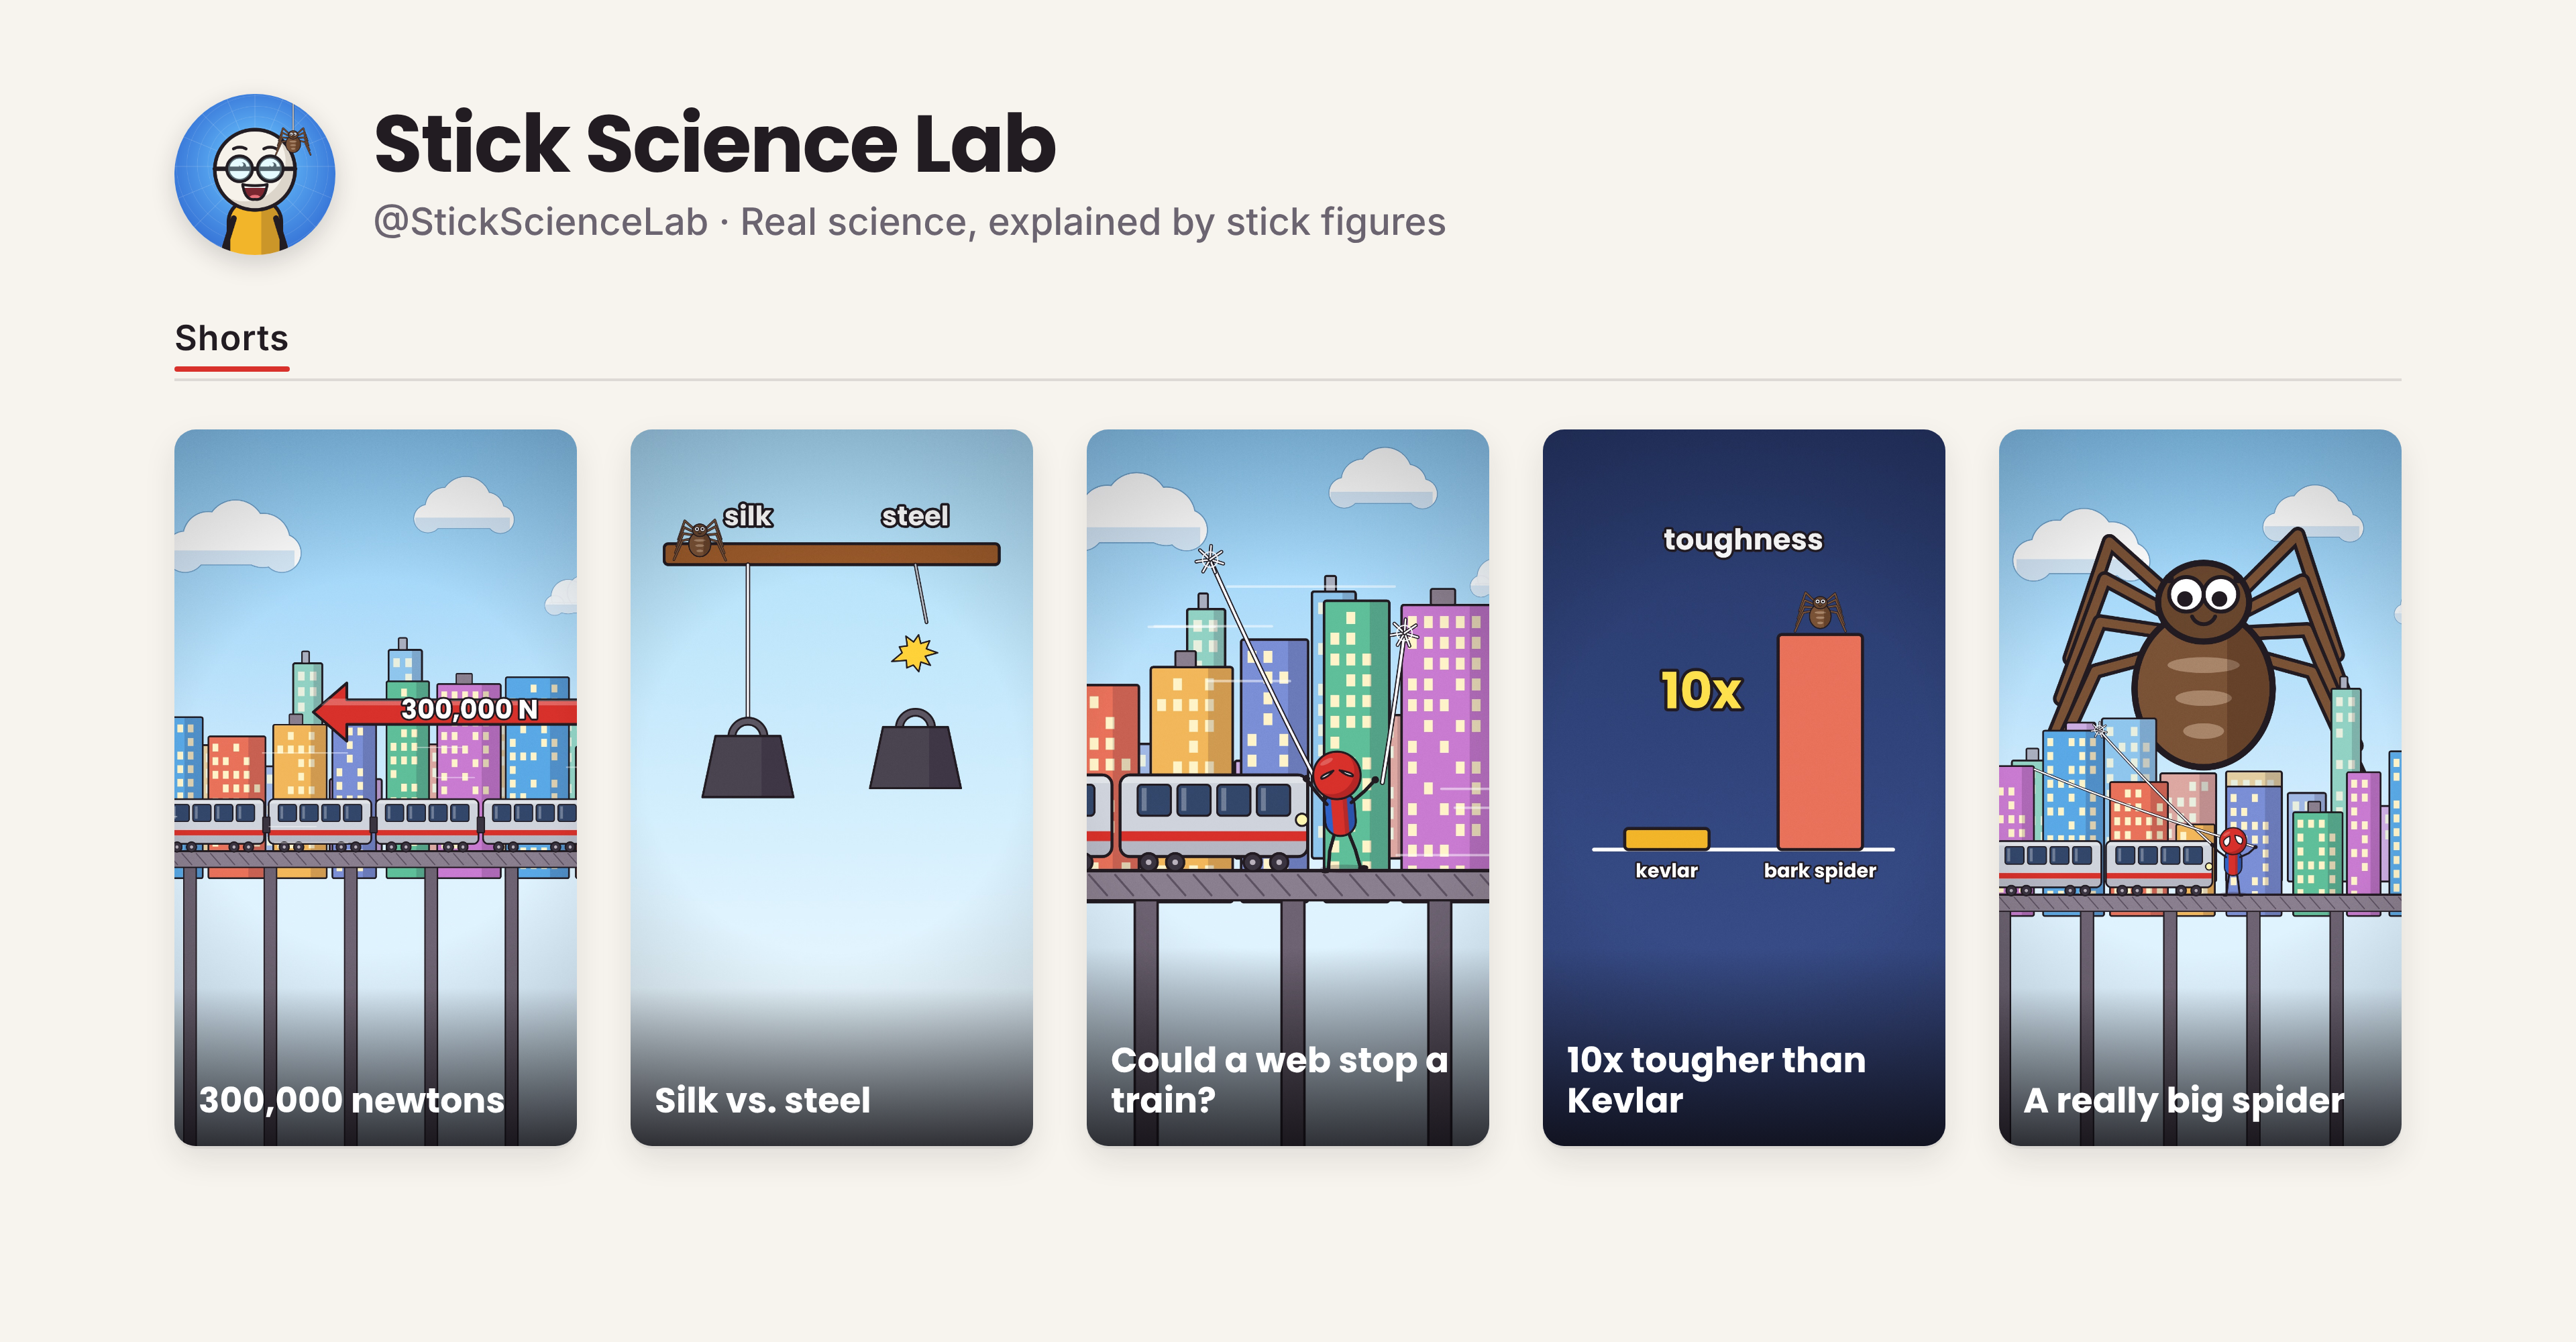 Stick Science Lab
@StickScienceLab · Real science, explained by stick figures
Shorts
300,000 N
300,000 newtons
silk
steel
Silk vs. steel
Could a web stop a
train?
toughness
10x
kevlar
bark spider
10x tougher than
Kevlar
A really big spider